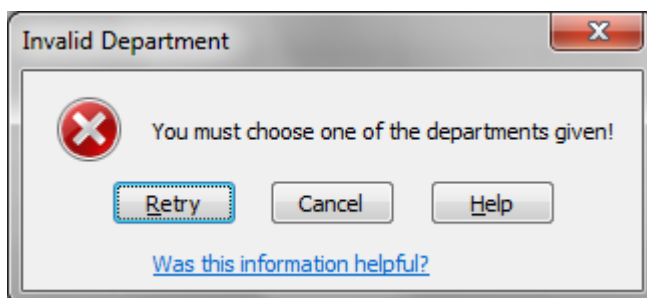 Invalid Department
You must choose one of the departments given!
Retry Cancel Help
Was this information helpful?